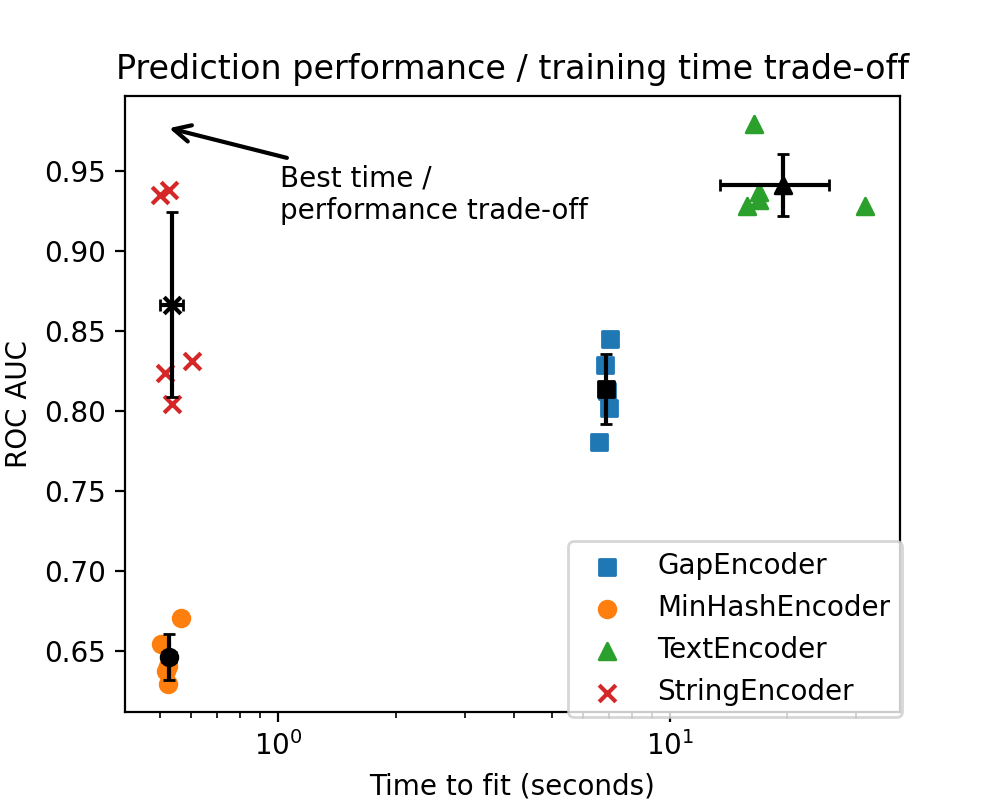 Prediction performance / training time trade-off
Best time /
performance trade-off
ROC AUC
0.95
0.90
0.85
0.80
0.75
0.70
0.65
GapEncoder
MinHashEncoder
TextEncoder
StringEncoder
10⁰
10¹
Time to fit (seconds)